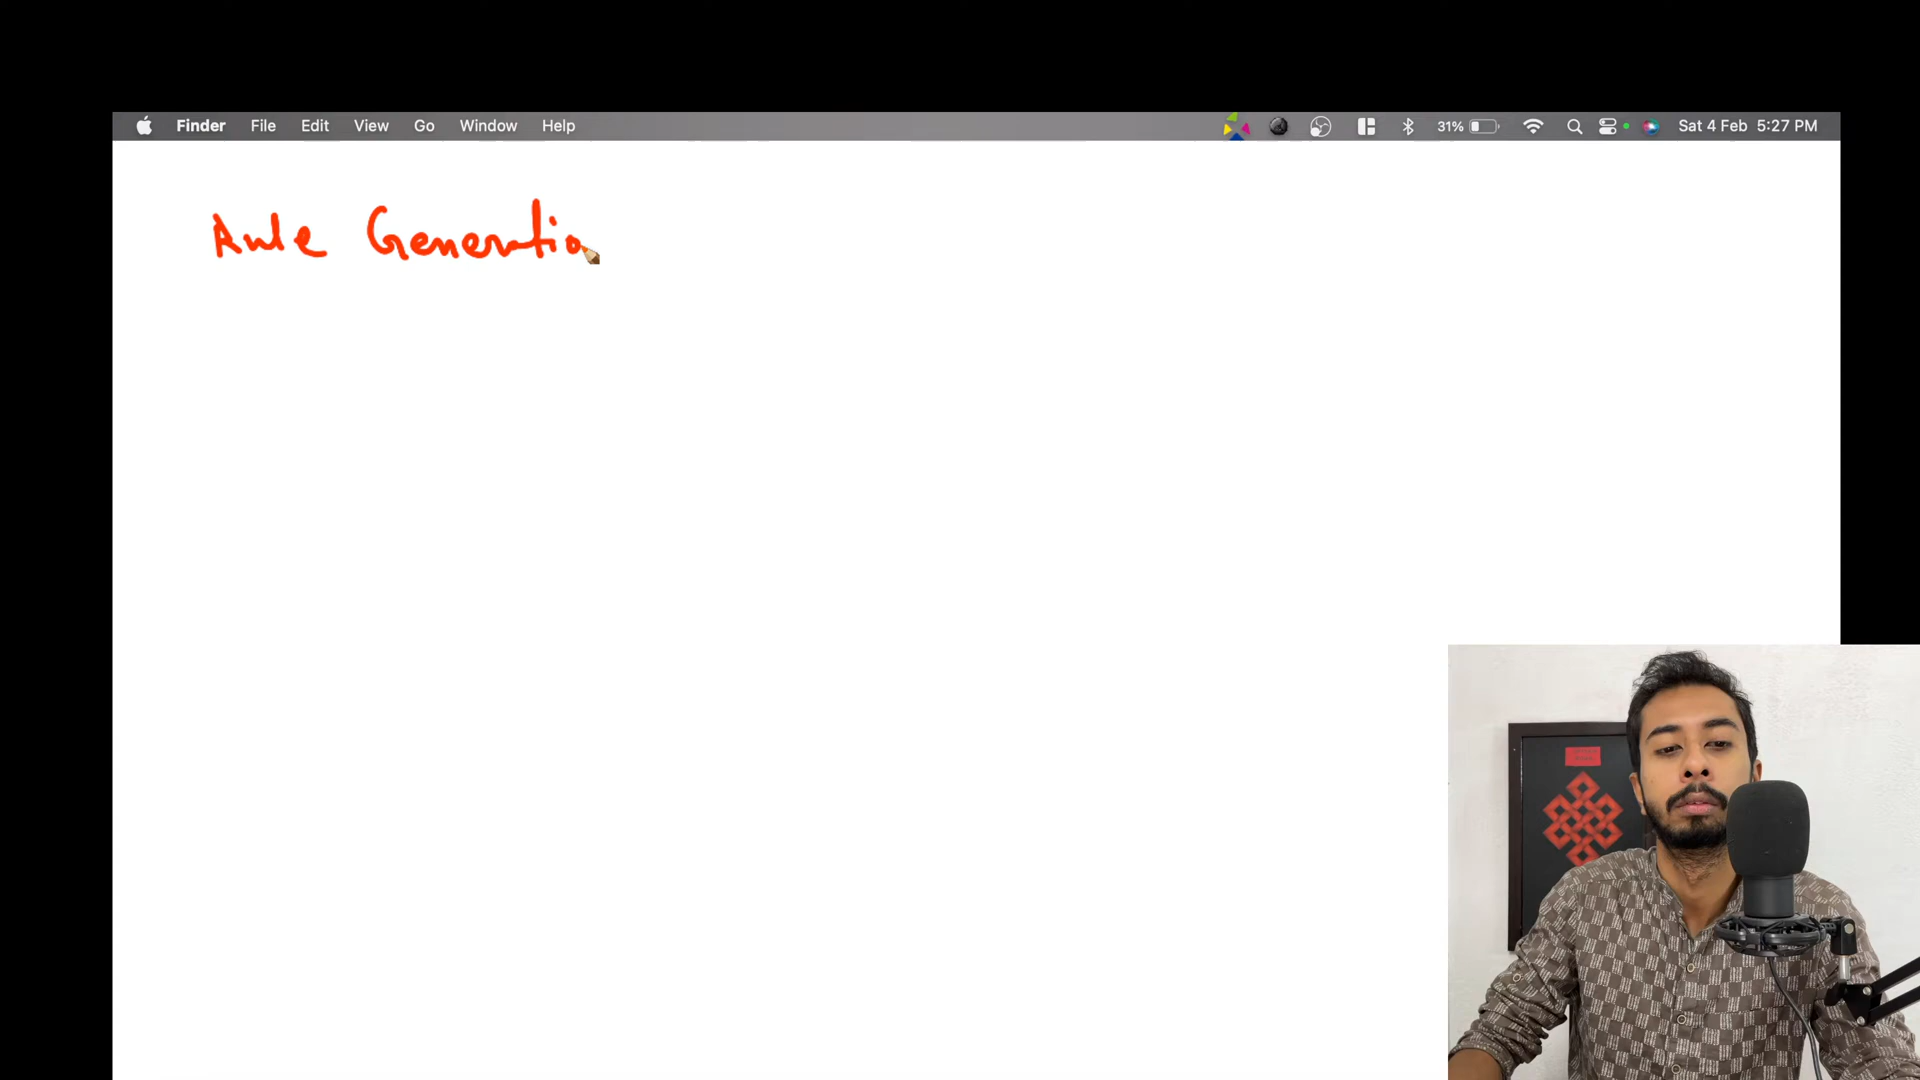 Finder File Edit View Go Window Help 31% Sat 4 Feb 5:27 PM
Rule Generatio